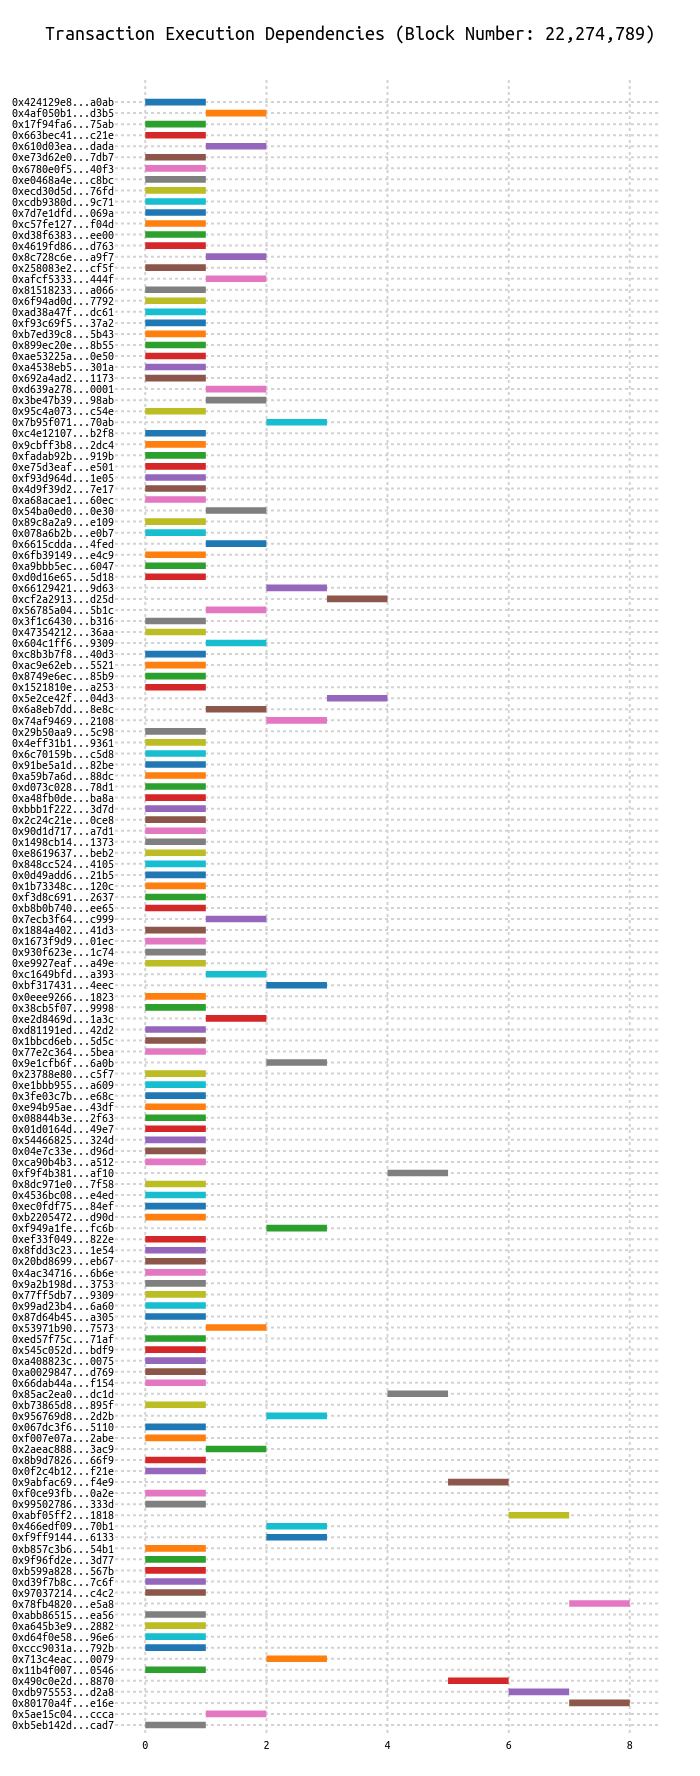 Transaction Execution Dependencies (Block Number: 22,274,789)
0x424129e8...a0ab
0x4af050b1...d3b5
0x17f94fa6...75ab
0x663bec41...c21e
0x610d03ea...dada
0xe73d62e0...7db7
0x6780e0f5...40f3
0xe0468a4e...c8bc
0xecd30d5d...76fd
0xcdb9380d...9c71
0x7d7e1dfd...069a
0xc57fe127...f04d
0xd38f6383...ee00
0x4619fd86...d763
0x8c728c6e...a9f7
0x258083e2...cf5f
0xafcf5333...444f
0x81518233...a066
0x6f94ad0d...7792
0xad38a47f...dc61
0xf93c69f5...37a2
0xb7ed39c8...5b43
0x899ec20e...8b55
0xae53225a...0e50
0xa4538eb5...301a
0x692a4ad2...1173
0xd639a278...0001
0x3be47b39...98ab
0x95c4a073...c54e
0x7b95f071...70ab
0xc4e12107...b2f8
0x9cbff3b8...2dc4
0xfadab92b...919b
0xe75d3eaf...e501
0xf93d964d...1e05
0x4d9f39d2...7e17
0xa68acae1...60ec
0x54ba0ed0...0e30
0x89c8a2a9...e109
0x078a6b2b...e0b7
0x6615cdda...4fed
0x6fb39149...e4c9
0xa9bbb5ec...6047
0xd0d16e65...5d18
0x66129421...9d63
0xcf2a2913...d25d
0x56785a04...5b1c
0x3f1c6430...b316
0x47354212...36aa
0x604c1ff6...9309
0xc8b3b7f8...40d3
0xac9e62eb...5521
0x8749e6ec...85b9
0x1521810e...a253
0x5e2ce42f...04d3
0x6a8eb7dd...8e8c
0x74af9469...2108
0x29b50aa9...5c98
0x4eff31b1...9361
0x6c70159b...c5d8
0x91be5a1d...82be
0xa59b7a6d...88dc
0xd073c028...78d1
0xa48fb0de...ba8a
0xbbb1f222...3d7d
0x2c24c21e...0ce8
0x90d1d717...a7d1
0x1498cb14...1373
0xe8619637...beb2
0x848cc524...4105
0x0d49add6...21b5
0x1b73348c...120c
0xf3d8c691...2637
0xb8b0b740...ee65
0x7ecb3f64...c999
0x1884a402...41d3
0x1673f9d9...01ec
0x930f623e...1c74
0xe9927eaf...a49e
0xc1649bfd...a393
0xbf317431...4eec
0x0eee9266...1823
0x38cb5f07...9998
0xe2d8469d...1a3c
0xd81191ed...42d2
0x1bbcd6eb...5d5c
0x77e2c364...5bea
0x9e1cfb6f...6a0b
0x23788e80...c5f7
0xe1bbb955...a609
0x3fe03c7b...e68c
0xe94b95ae...43df
0x08844b3e...2f63
0x01d0164d...49e7
0x54466825...324d
0x04e7c33e...d96d
0xca90b4b3...a512
0xf9f4b381...af10
0x8dc971e0...7f58
0x4536bc08...e4ed
0xec0fdf75...84ef
0xb2205472...d90d
0xf949a1fe...fc6b
0xef33f049...822e
0x8fdd3c23...1e54
0x20bd8699...eb67
0x4ac34716...6b6e
0x9a2b198d...3753
0x77ff5db7...9309
0x99ad23b4...6a60
0x87d64b45...a305
0x53971b90...7573
0xed57f75c...71af
0x545c052d...bdf9
0xa408823c...0075
0xa0029847...d769
0x66dab44a...f154
0x85ac2ea0...dc1d
0xb73865d8...895f
0x956769d8...2d2b
0x067dc3f6...5110
0xf007e07a...2abe
0x2aeac888...3ac9
0x8b9d7826...66f9
0x0f2c4b12...f21e
0x9abfac69...f4e9
0xf0ce93fb...0a2e
0x99502786...333d
0xabf05ff2...1818
0x466edf09...70b1
0xf9ff9144...6133
0xb857c3b6...54b1
0x9f96fd2e...3d77
0xb599a828...567b
0xd39f7b8c...7c6f
0x97037214...c4c2
0x78fb4820...e5a8
0xabb86515...ea56
0xa645b3e9...2882
0xd64f0e58...96e6
0xccc9031a...792b
0x713c4eac...0079
0x11b4f007...0546
0x490c0e2d...8870
0xdb975553...d2a8
0x80170a4f...e16e
0x5ae15c04...ccca
0xb5eb142d...cad7
0 2 4 6 8